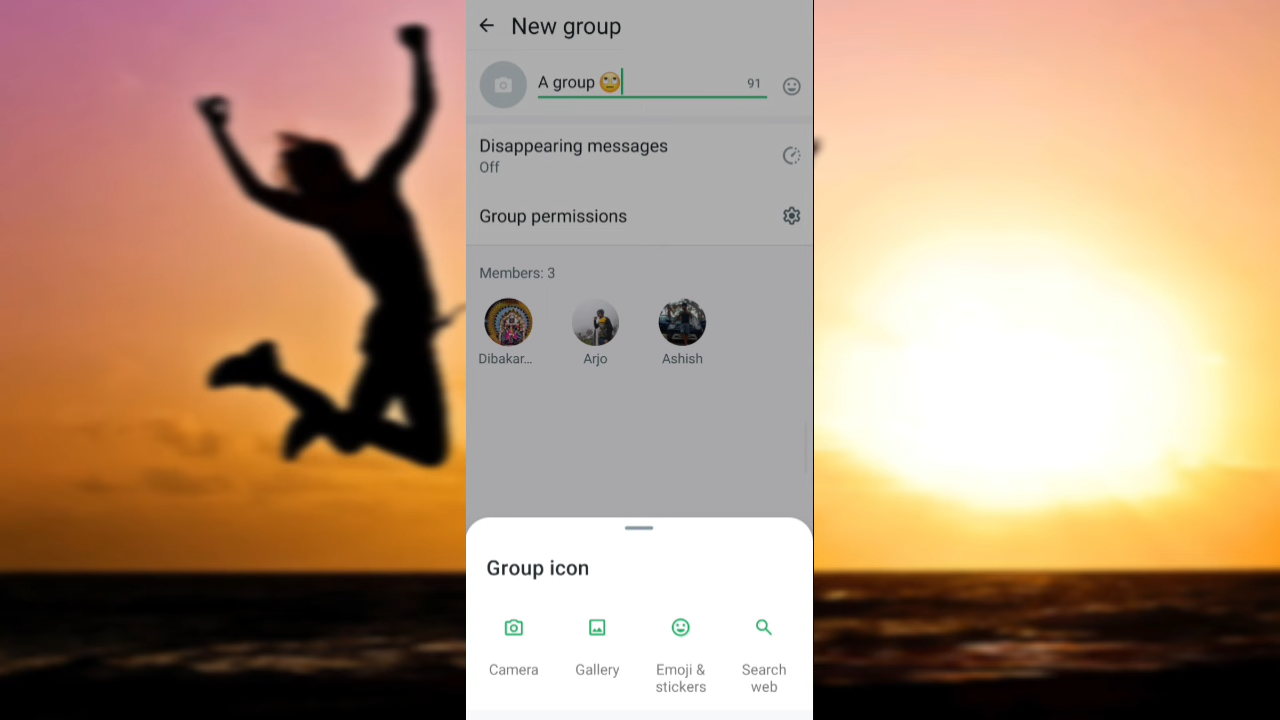 New group
A group 🙄
91
Disappearing messages
Off
Group permissions
Members: 3
Dibakar...
Arjo
Ashish
Group icon
Camera
Gallery
Emoji &
stickers
Search
web